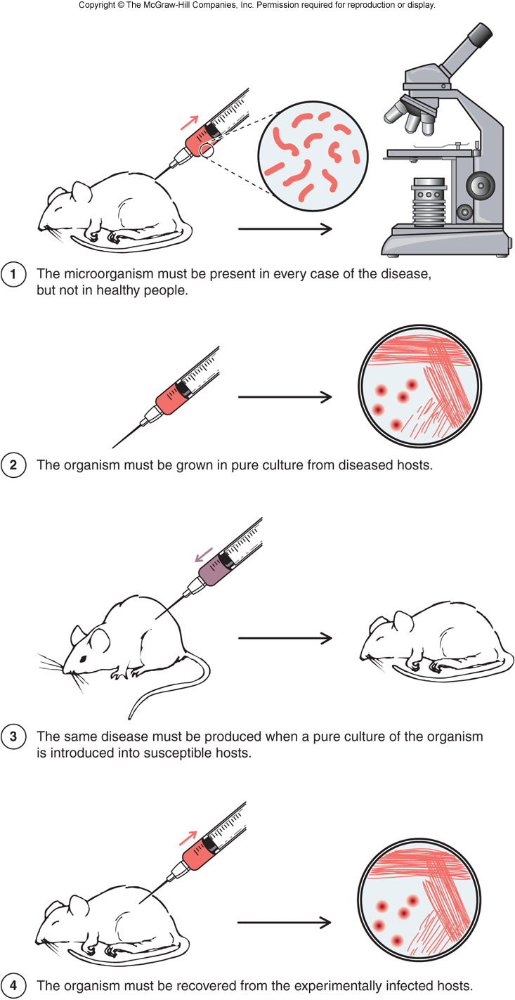 Copyright © The McGraw-Hill Companies, Inc. Permission required for reproduction or display.
1 The microorganism must be present in every case of the disease,
but not in healthy people.
2 The organism must be grown in pure culture from diseased hosts.
3 The same disease must be produced when a pure culture of the organism
is introduced into susceptible hosts.
4 The organism must be recovered from the experimentally infected hosts.